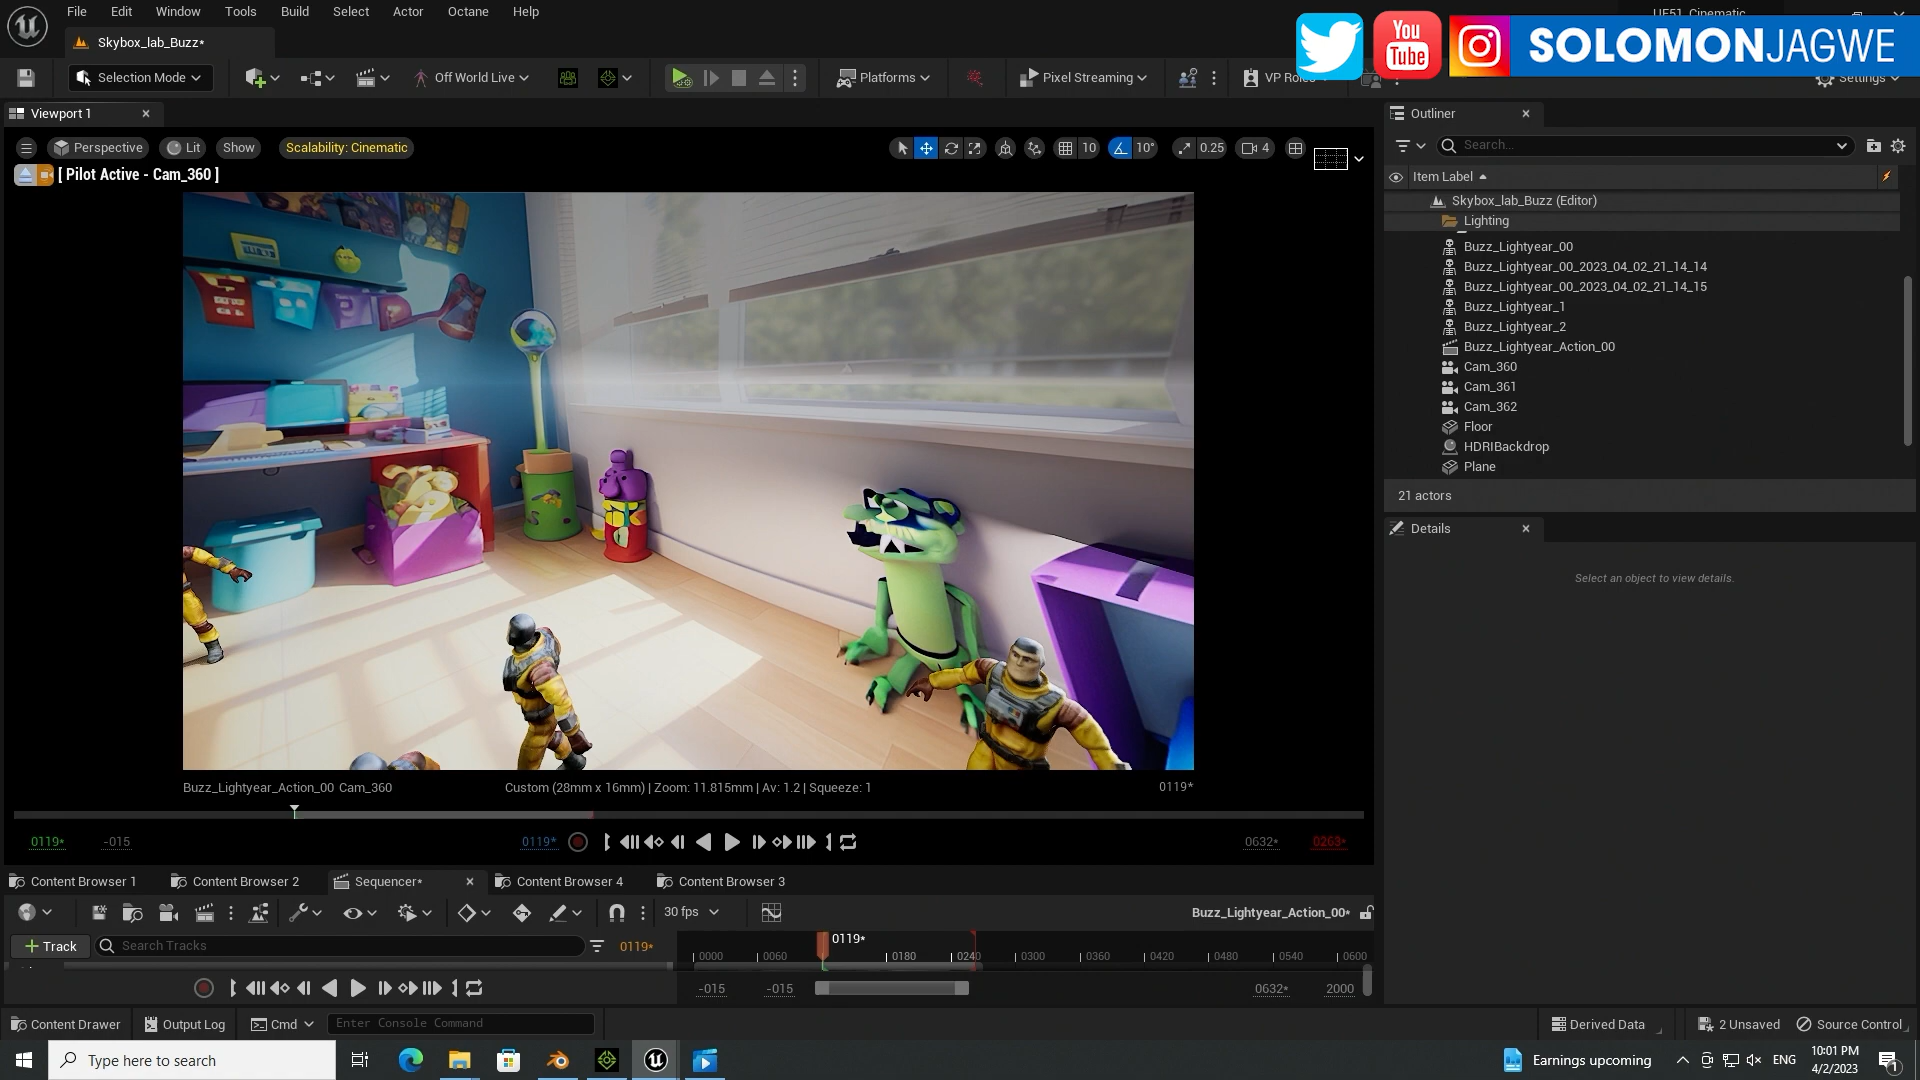 File Edit Window Tools Build Select Actor Octane Help
UE51_Cinematic
Skybox_lab_Buzz*
You Tube
SOLOMONJAGWE
Selection Mode
Off World Live
Platforms
Pixel Streaming
VP Roles
Settings
Viewport 1
Perspective Lit Show Scalability: Cinematic
10 10° 0.25 4
[ Pilot Active - Cam_360 ]
Outliner
Search...
Item Label
Skybox_lab_Buzz (Editor)
Lighting
Buzz_Lightyear_00
Buzz_Lightyear_00_2023_04_02_21_14_14
Buzz_Lightyear_00_2023_04_02_21_14_15
Buzz_Lightyear_1
Buzz_Lightyear_2
Buzz_Lightyear_Action_00
Cam_360
Cam_361
Cam_362
Floor
HDRIBackdrop
Plane
21 actors
Details
Select an object to view details.
Buzz_Lightyear_Action_00 Cam_360 Custom (28mm x 16mm) | Zoom: 11.815mm | Av: 1.2 | Squeeze: 1 0119*
0119* -015 0119* 0632* 0263*
Content Browser 1 Content Browser 2 Sequencer* Content Browser 4 Content Browser 3
30 fps Buzz_Lightyear_Action_00*
+ Track Search Tracks 0119* 0119*
0000 0060 0180 0240 0300 0360 0420 0480 0540 0600
-015 -015 0632* 2000
Content Drawer Output Log Cmd Enter Console Command Derived Data 2 Unsaved Source Control
Type here to search
Earnings upcoming ENG 10:01 PM
4/2/2023
1